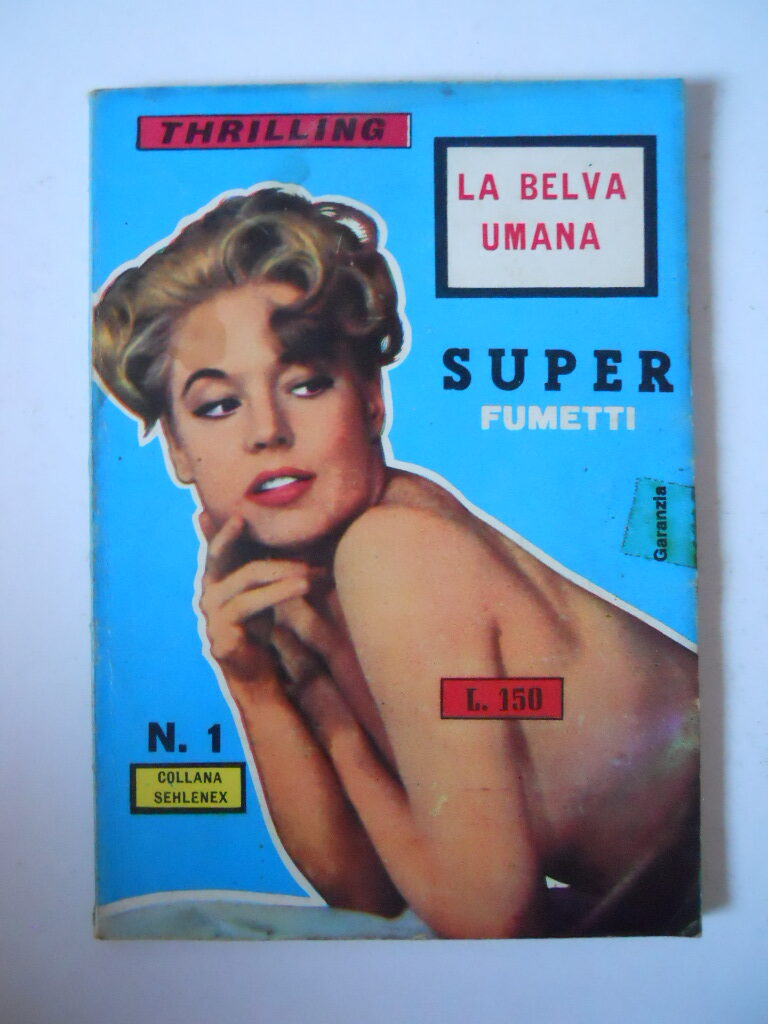 THRILLING
LA BELVA
UMANA
SUPER
FUMETTI
Garanzia
L. 150
N. 1
COLLANA
SEHLENEX